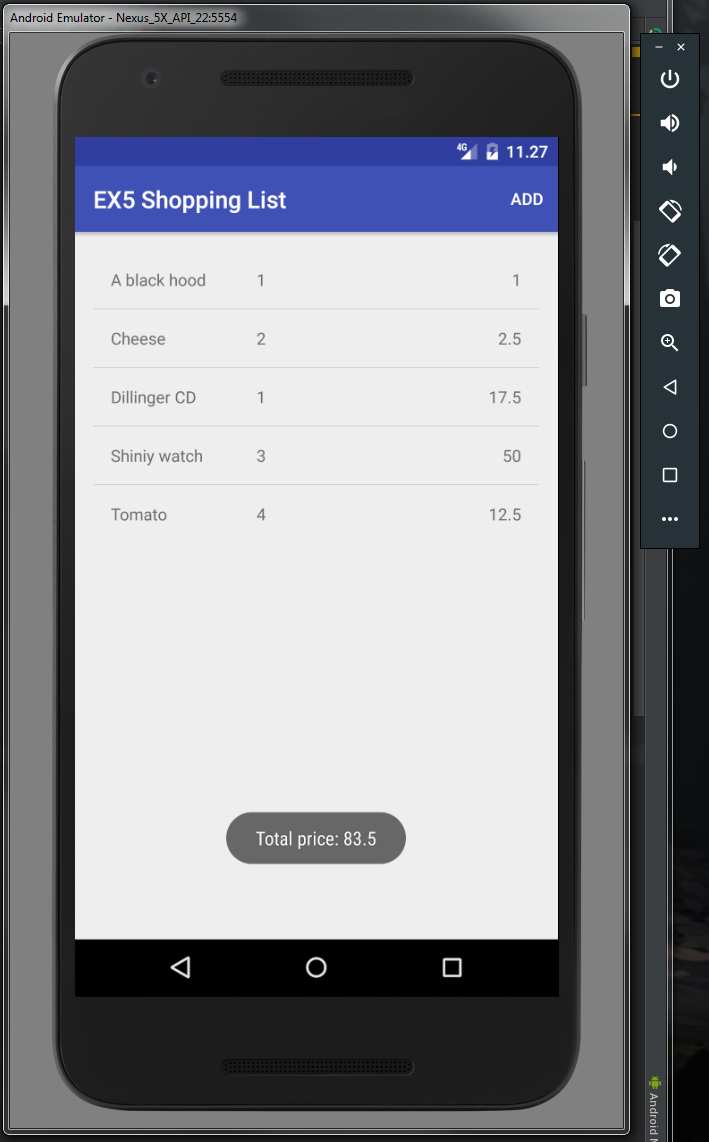 Android Emulator - Nexus_5X_API_22:5554
4G 11.27
EX5 Shopping List ADD
A black hood 1 1
Cheese 2 2.5
Dillinger CD 1 17.5
Shiniy watch 3 50
Tomato 4 12.5
Total price: 83.5
Android